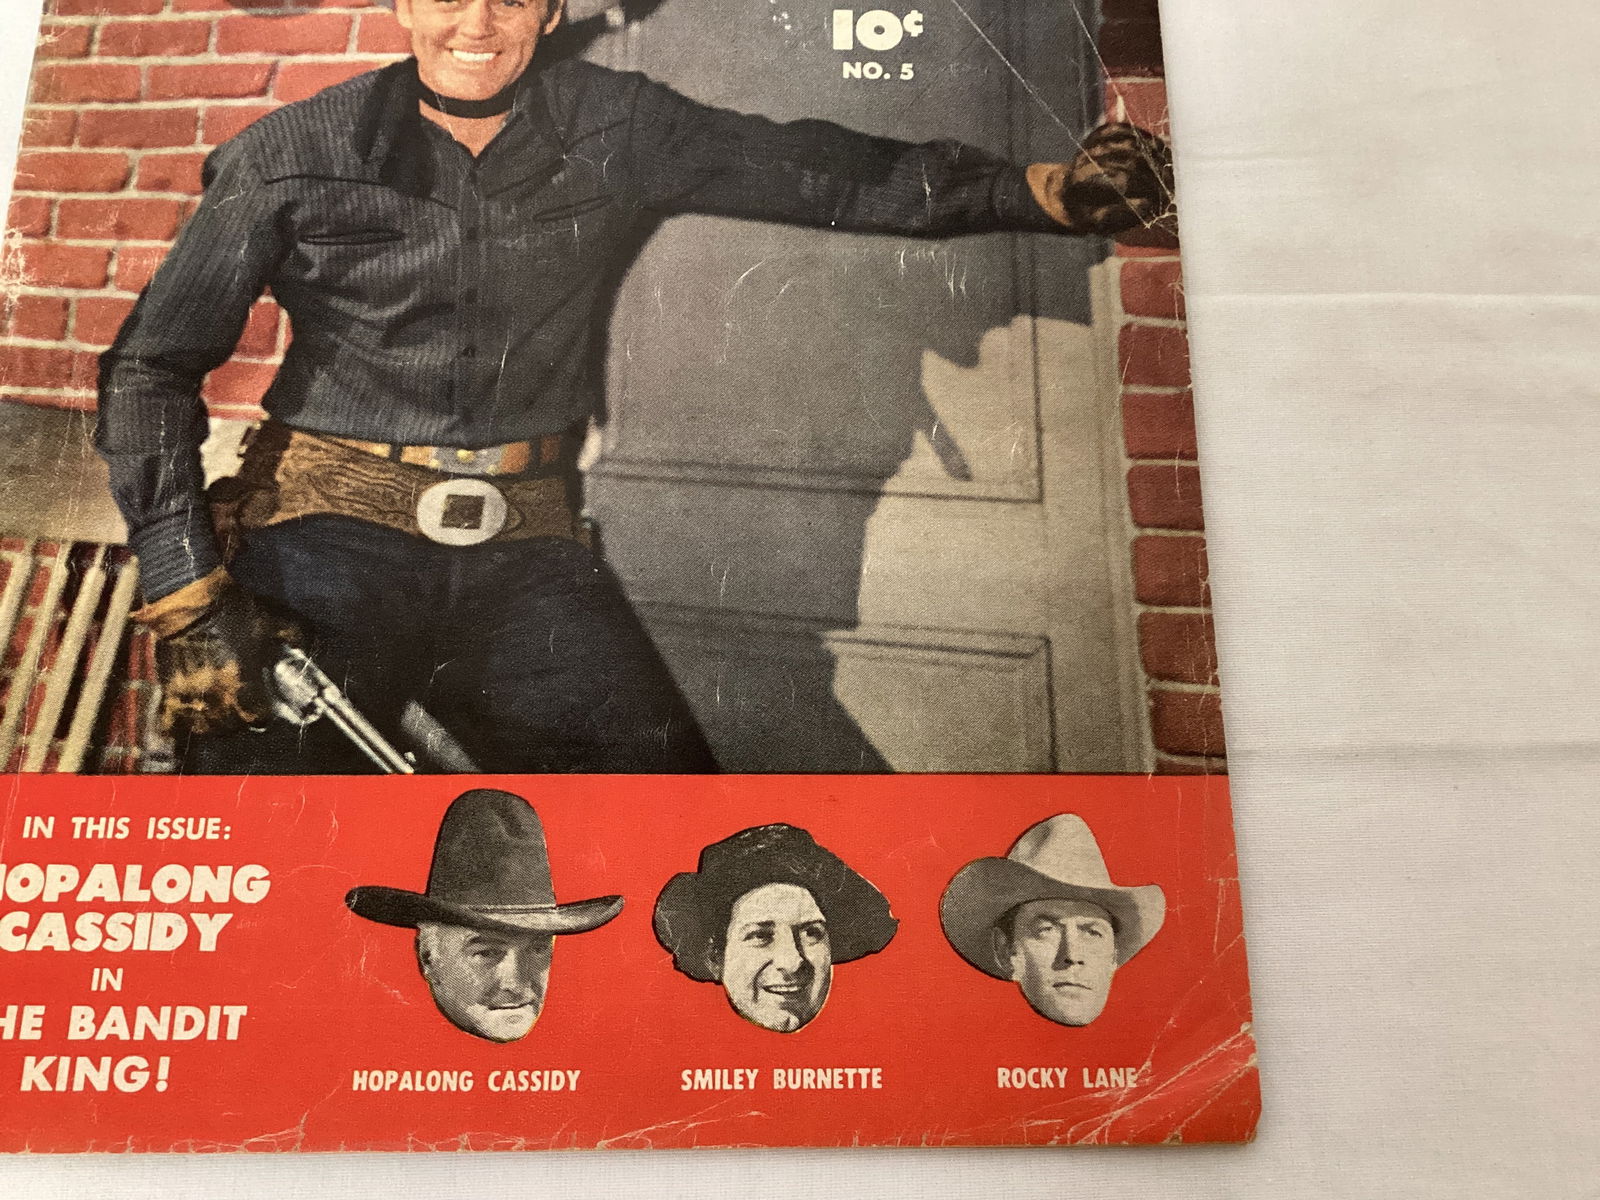 10¢
NO. 5
IN THIS ISSUE:
HOPALONG
CASSIDY
IN
HE BANDIT
KING!
HOPALONG CASSIDY
SMILEY BURNETTE
ROCKY LANE